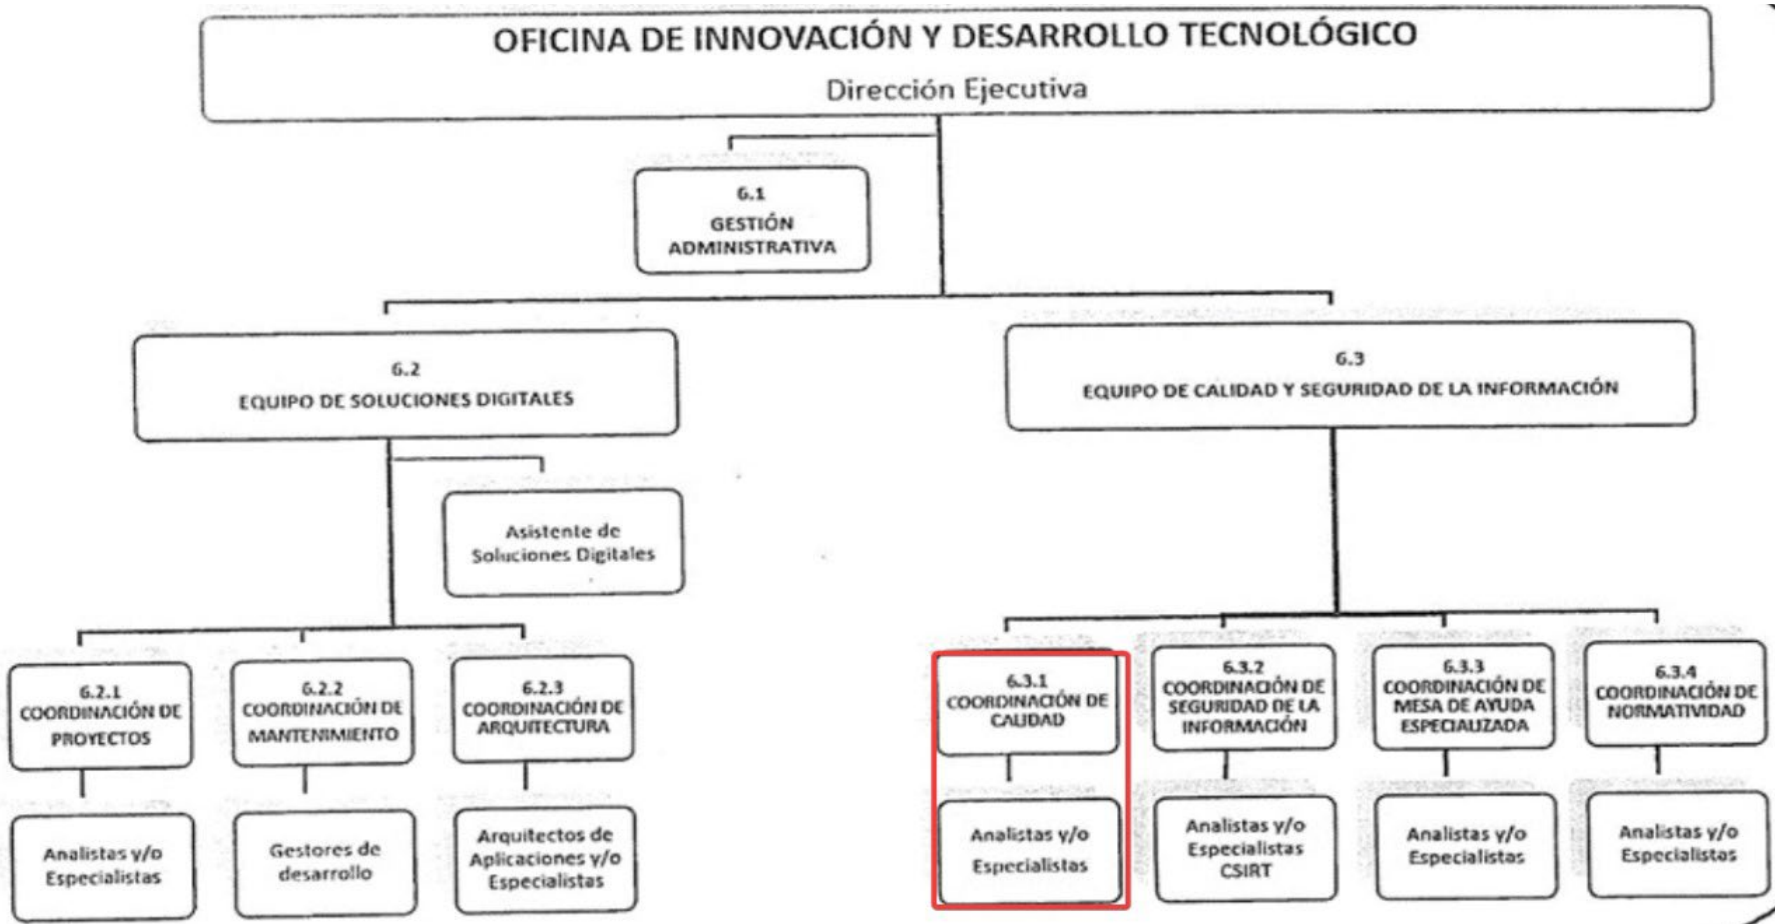 OFICINA DE INNOVACIÓN Y DESARROLLO TECNOLÓGICO
Dirección Ejecutiva
6.1
GESTIÓN
ADMINISTRATIVA
6.2
EQUIPO DE SOLUCIONES DIGITALES
6.3
EQUIPO DE CALIDAD Y SEGURIDAD DE LA INFORMACIÓN
Asistente de
Soluciones Digitales
6.2.1
COORDINACIÓN DE
PROYECTOS
6.2.2
COORDINACIÓN DE
MANTENIMIENTO
6.2.3
COORDINACIÓN DE
ARQUITECTURA
6.3.1
COORDINACIÓN DE
CALIDAD
6.3.2
COORDINACIÓN DE
SEGURIDAD DE LA
INFORMACIÓN
6.3.3
COORDINACIÓN DE
MESA DE AYUDA
ESPECIALIZADA
6.3.4
COORDINACIÓN DE
NORMATIVIDAD
Analistas y/o
Especialistas
Gestores de
desarrollo
Arquitectos de
Aplicaciones y/o
Especialistas
Analistas y/o
Especialistas
Analistas y/o
Especialistas
CSIRT
Analistas y/o
Especialistas
Analistas y/o
Especialistas